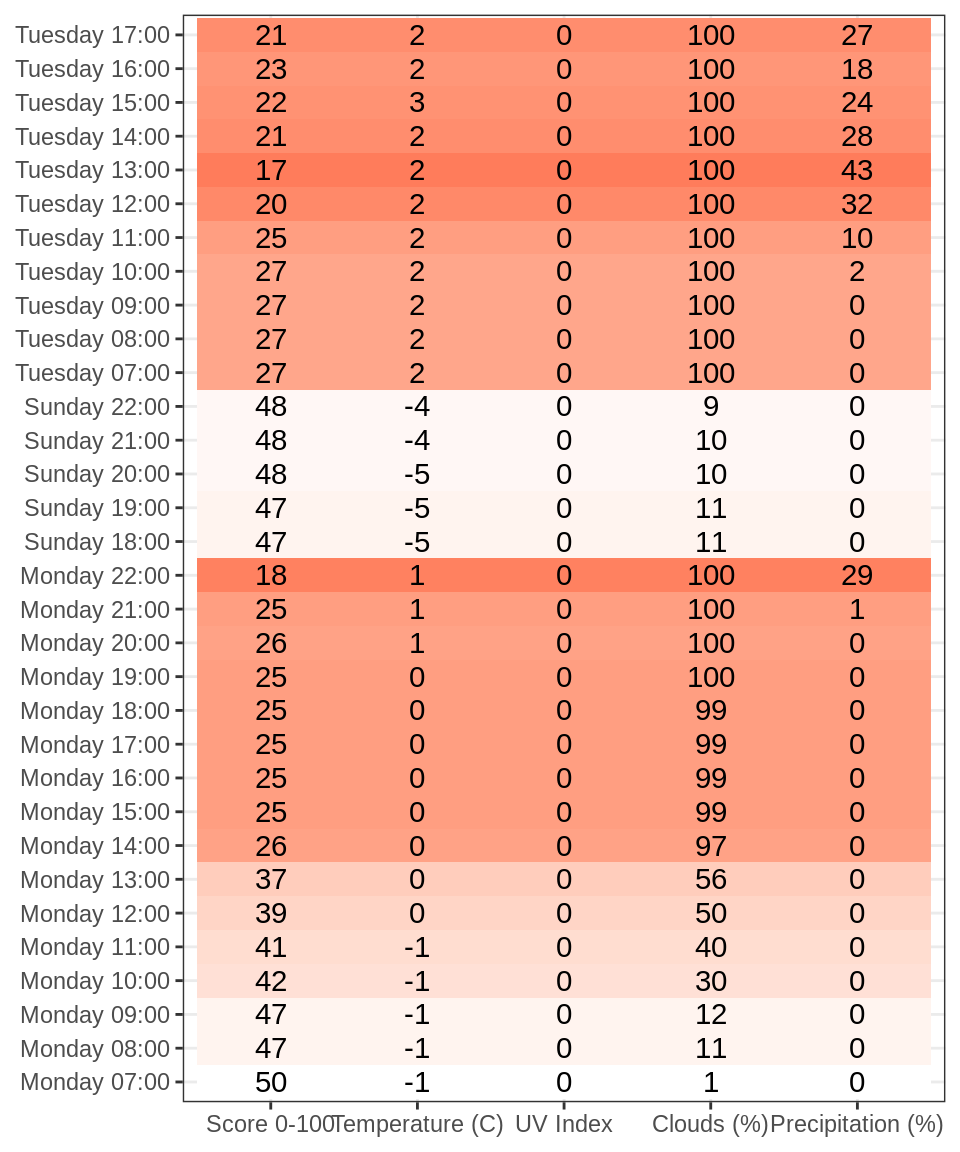 Tuesday 17:00 21 2 0 100 27
Tuesday 16:00 23 2 0 100 18
Tuesday 15:00 22 3 0 100 24
Tuesday 14:00 21 2 0 100 28
Tuesday 13:00 17 2 0 100 43
Tuesday 12:00 20 2 0 100 32
Tuesday 11:00 25 2 0 100 10
Tuesday 10:00 27 2 0 100 2
Tuesday 09:00 27 2 0 100 0
Tuesday 08:00 27 2 0 100 0
Tuesday 07:00 27 2 0 100 0
Sunday 22:00 48 -4 0 9 0
Sunday 21:00 48 -4 0 10 0
Sunday 20:00 48 -5 0 10 0
Sunday 19:00 47 -5 0 11 0
Sunday 18:00 47 -5 0 11 0
Monday 22:00 18 1 0 100 29
Monday 21:00 25 1 0 100 1
Monday 20:00 26 1 0 100 0
Monday 19:00 25 0 0 100 0
Monday 18:00 25 0 0 99 0
Monday 17:00 25 0 0 99 0
Monday 16:00 25 0 0 99 0
Monday 15:00 25 0 0 99 0
Monday 14:00 26 0 0 97 0
Monday 13:00 37 0 0 56 0
Monday 12:00 39 0 0 50 0
Monday 11:00 41 -1 0 40 0
Monday 10:00 42 -1 0 30 0
Monday 09:00 47 -1 0 12 0
Monday 08:00 47 -1 0 11 0
Monday 07:00 50 -1 0 1 0
Score 0-100 Temperature (C) UV Index Clouds (%) Precipitation (%)